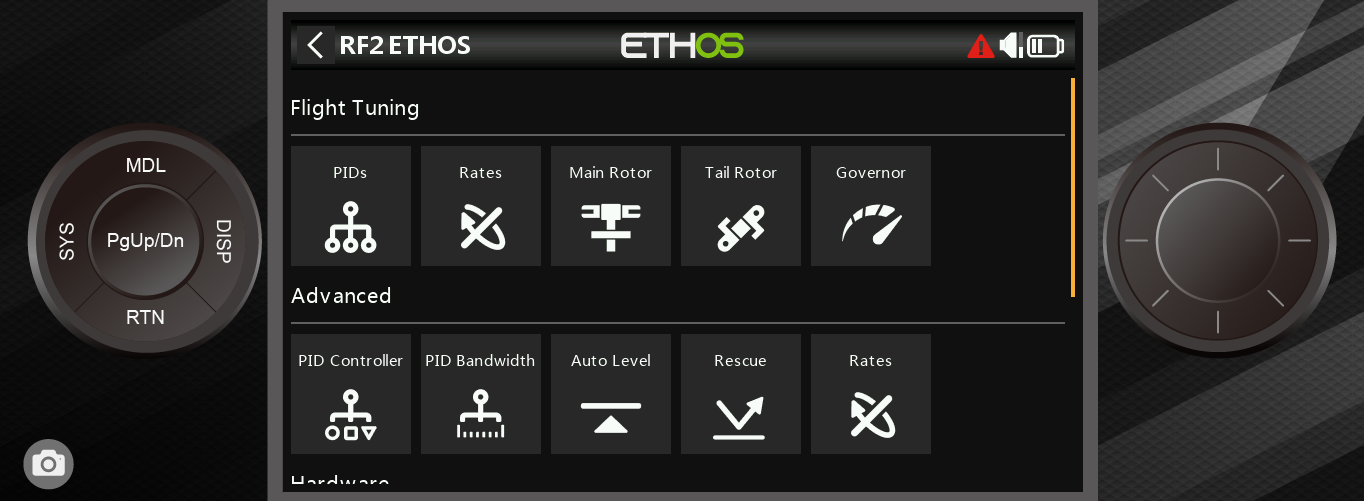 RF2 ETHOS
ETHOS
Flight Tuning
PIDs
Rates
Main Rotor
Tail Rotor
Governor
Advanced
PID Controller
PID Bandwidth
Auto Level
Rescue
Rates
Hardware
MDL
SYS
PgUp/Dn
DISP
RTN